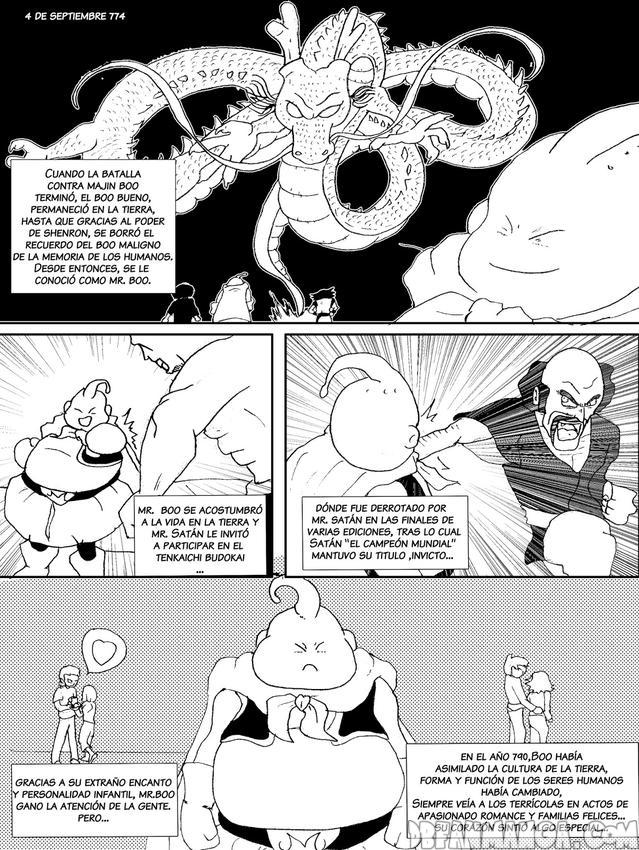 4 DE SEPTIEMBRE 774
CUANDO LA BATALLA
CONTRA MAJIN BOO
TERMINÓ, EL BOO BUENO,
PERMANECIÓ EN LA TIERRA,
HASTA QUE GRACIAS AL PODER
DE SHENRON, SE BORRÓ EL
RECUERDO DEL BOO MALIGNO
DE LA MEMORIA DE LOS HUMANOS.
DESDE ENTONCES, SE LE
CONOCIÓ COMO MR. BOO.
MR. BOO SE ACOSTUMBRÓ
A LA VIDA EN LA TIERRA Y
MR. SATÁN LE INVITÓ
A PARTICIPAR EN EL
TENKAICHI BUDOKAI
...
DÓNDE FUE DERROTADO POR
MR. SATÁN EN LAS FINALES DE
VARIAS EDICIONES, TRAS LO CUAL
SATÁN "EL CAMPEÓN MUNDIAL"
MANTUVO SU TITULO ,INVICTO...
GRACIAS A SU EXTRAÑO ENCANTO
Y PERSONALIDAD INFANTIL, MR.BOO
GANO LA ATENCIÓN DE LA GENTE.
PERO...
EN EL AÑO 790,BOO HABÍA
ASIMILADO LA CULTURA DE LA TIERRA,
FORMA Y FUNCIÓN DE LOS SERES HUMANOS
HABÍA CAMBIADO,
SIEMPRE VEÍA A LOS TERRÍCOLAS EN ACTOS DE
APASIONADO ROMANCE Y FAMILIAS FELICES...
SU CORAZÓN SINTIÓ ALGO ESPECIAL...
DBFANMANGA.COM